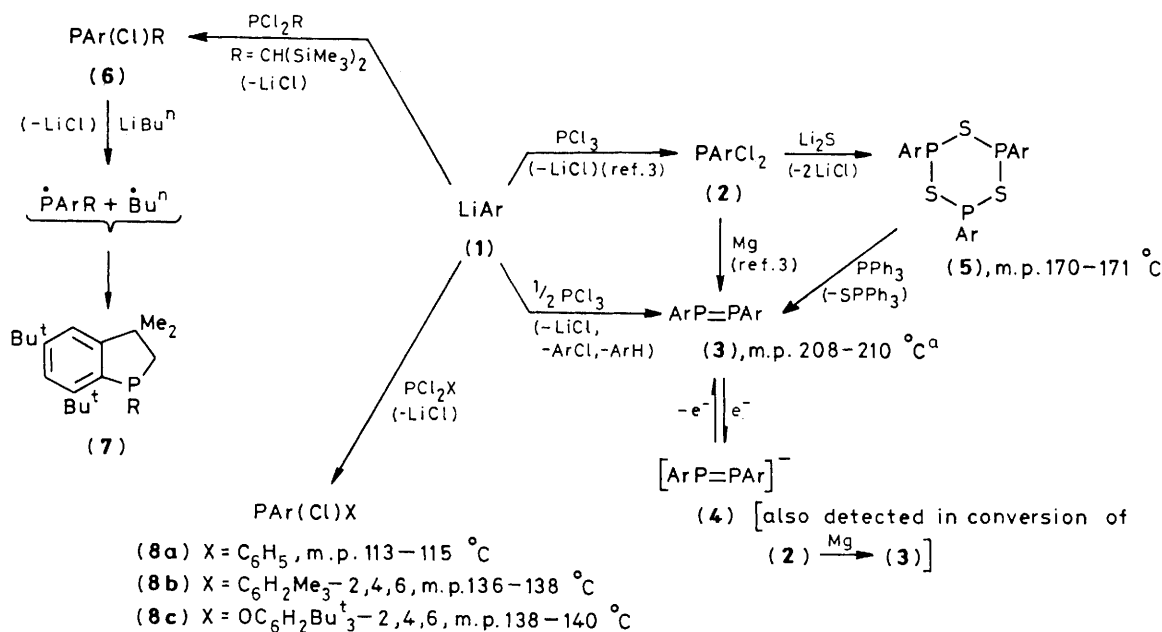 PAr(Cl)R
(6)
PCl₂R
R=CH(SiMe₃)₂
(-LiCl)
(-LiCl) LiBuⁿ
ṖArR + Ḃuⁿ
Buᵗ
Me₂
P
Buᵗ
R
(7)
LiAr
(1)
PCl₃
(-LiCl)(ref.3)
PArCl₂
(2)
Li₂S
(-2LiCl)
S
ArP PAr
S S
P
Ar
(5), m.p. 170–171 °C
Mg
(ref.3)
PPh₃
(-SPPh₃)
½ PCl₃
(-LiCl,
-ArCl,-ArH)
ArP=PAr
(3), m.p. 208–210 °Cᵃ
-e⁻ e⁻
[ArP=PAr]⁻
(4) [also detected in conversion of
(2) Mg → (3)]
PCl₂X
(-LiCl)
PAr(Cl)X
(8a) X = C₆H₅, m.p. 113–115 °C
(8b) X = C₆H₂Me₃–2,4,6, m.p. 136–138 °C
(8c) X = OC₆H₂Buᵗ₃–2,4,6, m.p. 138–140 °C